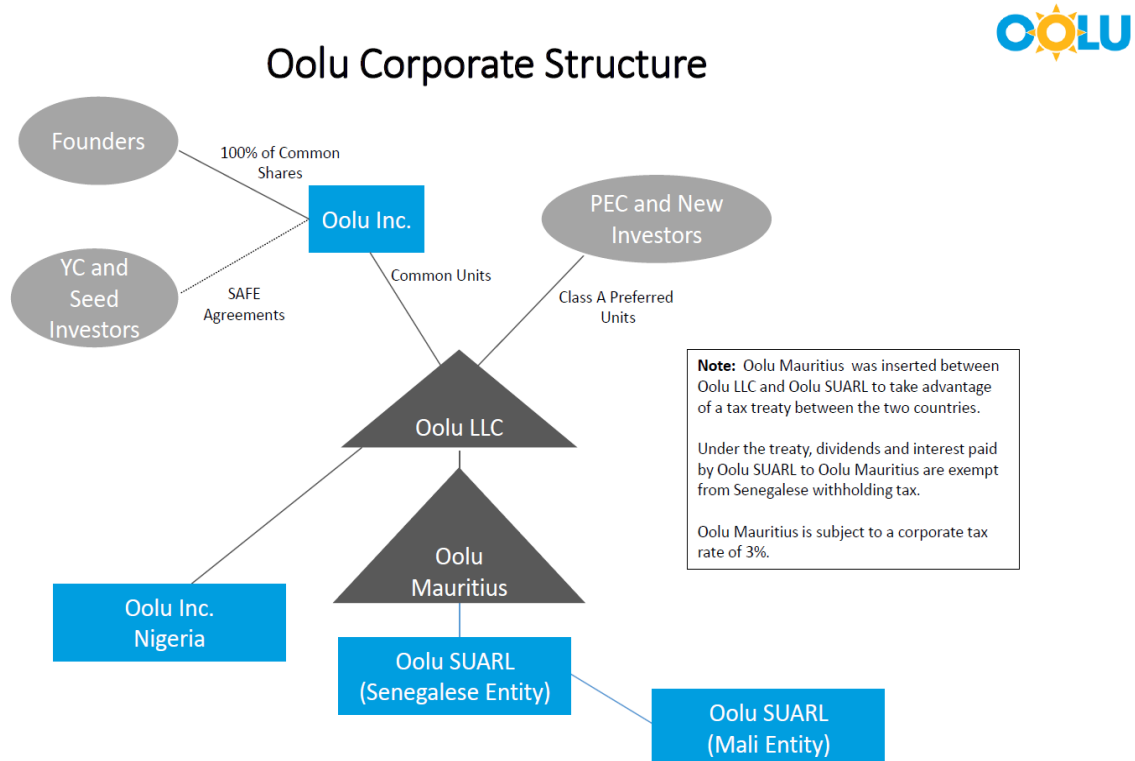 OOLU
Oolu Corporate Structure
Founders
100% of Common
Shares
Oolu Inc.
PEC and New
Investors
YC and
Seed
Investors
SAFE
Agreements
Common Units
Class A Preferred
Units
Note: Oolu Mauritius was inserted between
Oolu LLC and Oolu SUARL to take advantage
of a tax treaty between the two countries.
Under the treaty, dividends and interest paid
by Oolu SUARL to Oolu Mauritius are exempt
from Senegalese withholding tax.
Oolu Mauritius is subject to a corporate tax
rate of 3%.
Oolu LLC
Oolu
Mauritius
Oolu Inc.
Nigeria
Oolu SUARL
(Senegalese Entity)
Oolu SUARL
(Mali Entity)